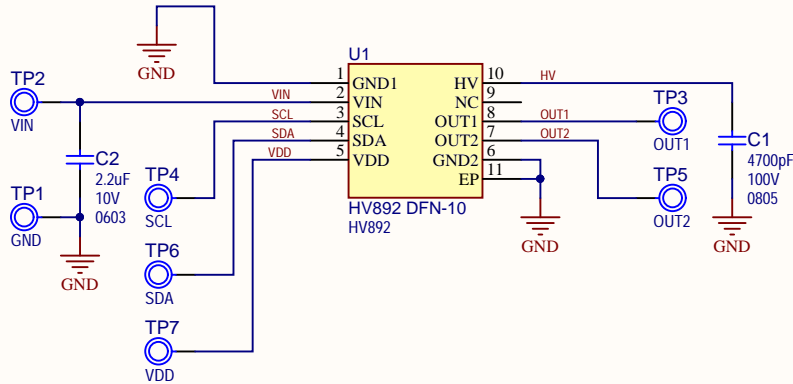 U1
GND
1
GND1
HV
10
HV
TP2
VIN
2
VIN
NC
9
TP3
VIN
SCL
3
SCL
OUT1
8
OUT1
OUT1
SDA
4
SDA
OUT2
7
OUT2
C1
C2
VDD
5
VDD
GND2
6
4700pF
2.2uF
EP
11
100V
10V
TP4
TP5
0805
0603
TP1
GND
SCL
HV892 DFN-10
HV892
OUT2
GND
GND
GND
TP6
SDA
TP7
VDD